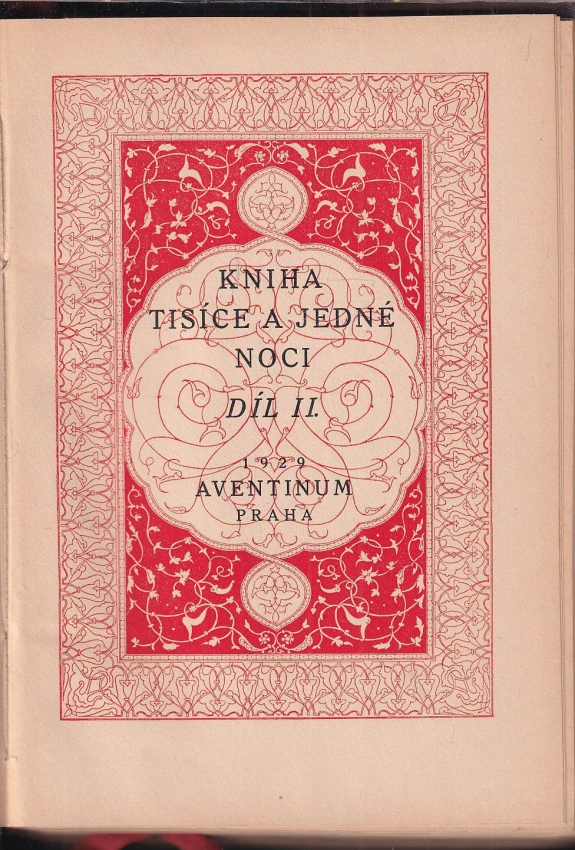 KNIHA
TISÍCE A JEDNÉ
NOCI
DÍL II.
1929
AVENTINUM
PRAHA